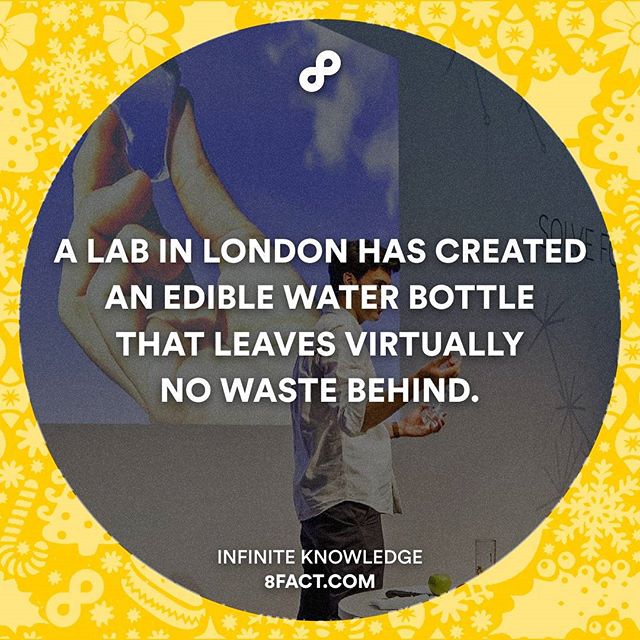 SOLVE FO
A LAB IN LONDON HAS CREATED
AN EDIBLE WATER BOTTLE
THAT LEAVES VIRTUALLY
NO WASTE BEHIND.
INFINITE KNOWLEDGE
8FACT.COM